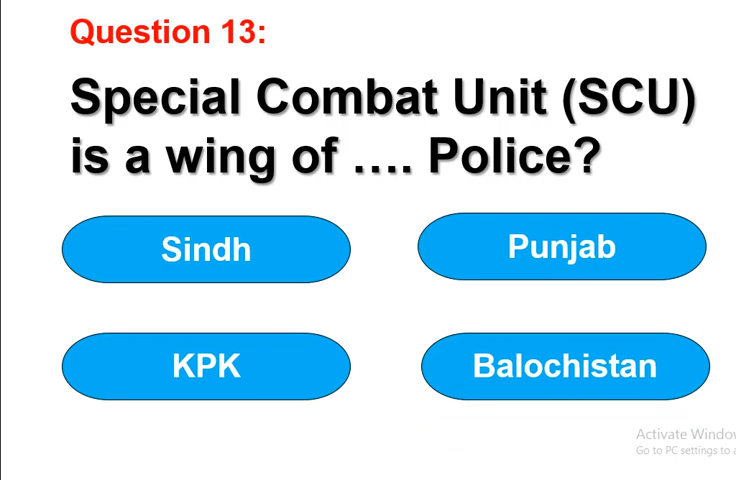 Question 13:
Special Combat Unit (SCU)
is a wing of .... Police?
Sindh
Punjab
KPK
Balochistan
Activate Window
Go to PC settings to a